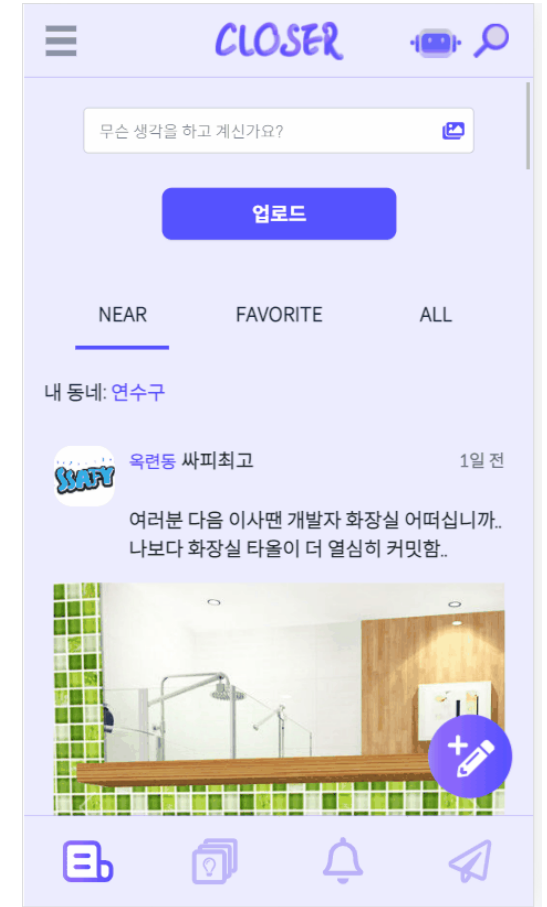 CLOSER
무슨 생각을 하고 계신가요?
업로드
NEAR FAVORITE ALL
내 동네: 연수구
SSAFY
옥련동 싸피최고 1일 전
여러분 다음 이사땐 개발자 화장실 어떠십니까..
나보다 화장실 타올이 더 열심히 커밋함..